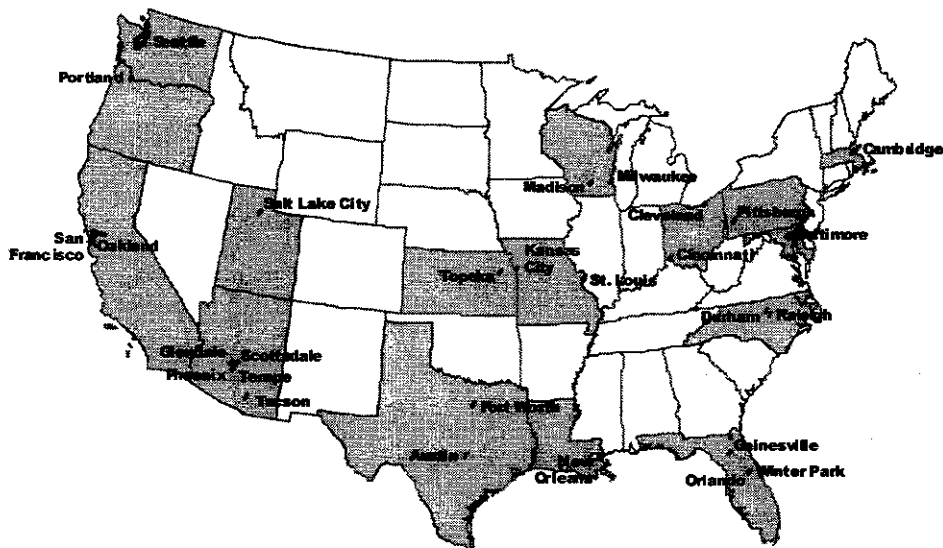 Seattle
Portland
Cambridge
Madison
Milwaukee
Salt Lake City
Cleveland
Pittsburgh
San
Francisco
Oakland
Baltimore
Kansas
City
Cincinnati
Topeka
St. Louis
Durham
Raleigh
Glendale
Scottsdale
Phoenix
Tempe
Tucson
Fort Worth
Austin
New
Orleans
Gainesville
Orlando
Winter Park